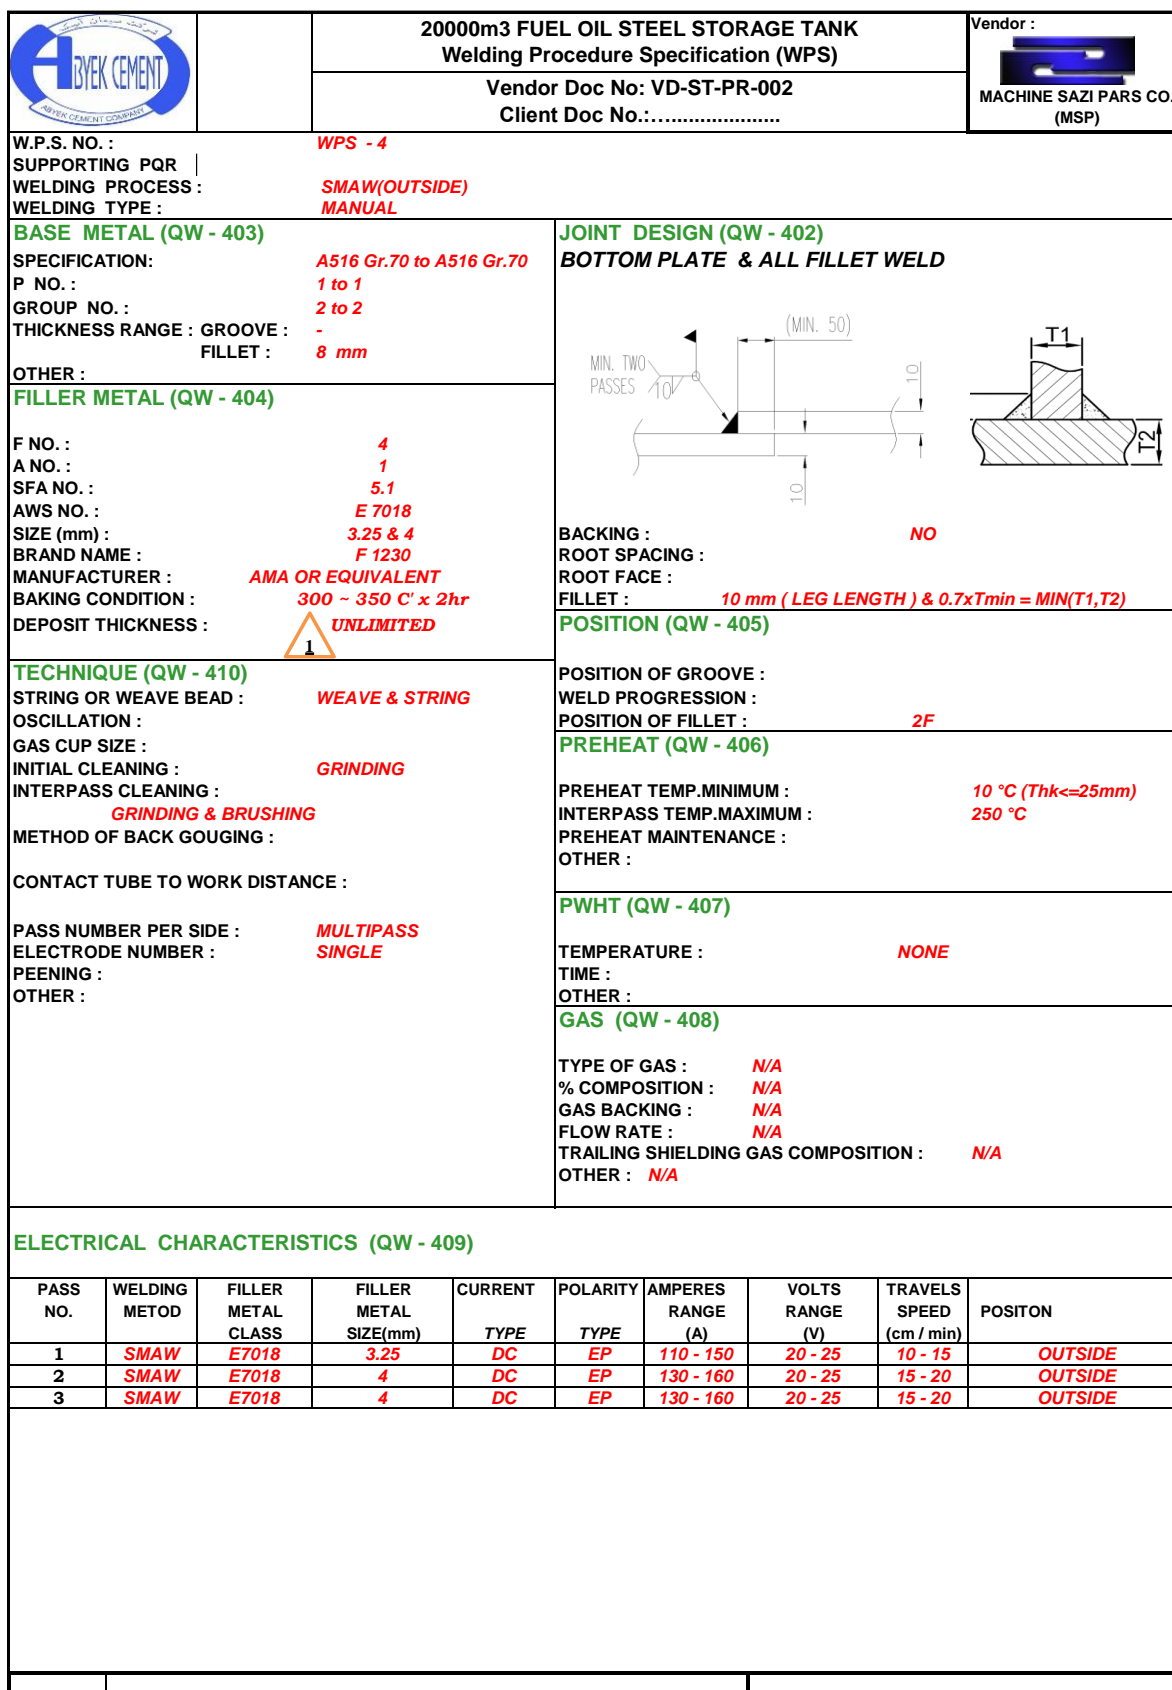 شرکت سیمان آبیک
ABYEK CEMENT
ABYEK CEMENT COMPANY
20000m3 FUEL OIL STEEL STORAGE TANK
Welding Procedure Specification (WPS)
Vendor Doc No: VD-ST-PR-002
Client Doc No.:…...................
Vendor :
MACHINE SAZI PARS CO.
(MSP)
W.P.S. NO. : WPS - 4
SUPPORTING PQR
WELDING PROCESS : SMAW(OUTSIDE)
WELDING TYPE : MANUAL
BASE METAL (QW - 403)
SPECIFICATION: A516 Gr.70 to A516 Gr.70
P NO. : 1 to 1
GROUP NO. : 2 to 2
THICKNESS RANGE : GROOVE : -
FILLET : 8 mm
OTHER :
FILLER METAL (QW - 404)
F NO. : 4
A NO. : 1
SFA NO. : 5.1
AWS NO. : E 7018
SIZE (mm) : 3.25 & 4
BRAND NAME : F 1230
MANUFACTURER : AMA OR EQUIVALENT
BAKING CONDITION : 300 ~ 350 C' x 2hr
DEPOSIT THICKNESS : UNLIMITED
1
TECHNIQUE (QW - 410)
STRING OR WEAVE BEAD : WEAVE & STRING
OSCILLATION :
GAS CUP SIZE :
INITIAL CLEANING : GRINDING
INTERPASS CLEANING :
GRINDING & BRUSHING
METHOD OF BACK GOUGING :
CONTACT TUBE TO WORK DISTANCE :
PASS NUMBER PER SIDE : MULTIPASS
ELECTRODE NUMBER : SINGLE
PEENING :
OTHER :
JOINT DESIGN (QW - 402)
BOTTOM PLATE & ALL FILLET WELD
(MIN. 50)
MIN. TWO
PASSES
10
10
10
T1
T2
BACKING : NO
ROOT SPACING :
ROOT FACE :
FILLET : 10 mm ( LEG LENGTH ) & 0.7xTmin = MIN(T1,T2)
POSITION (QW - 405)
POSITION OF GROOVE :
WELD PROGRESSION :
POSITION OF FILLET : 2F
PREHEAT (QW - 406)
PREHEAT TEMP.MINIMUM : 10 °C (Thk<=25mm)
INTERPASS TEMP.MAXIMUM : 250 °C
PREHEAT MAINTENANCE :
OTHER :
PWHT (QW - 407)
TEMPERATURE : NONE
TIME :
OTHER :
GAS (QW - 408)
TYPE OF GAS : N/A
% COMPOSITION : N/A
GAS BACKING : N/A
FLOW RATE : N/A
TRAILING SHIELDING GAS COMPOSITION : N/A
OTHER : N/A
ELECTRICAL CHARACTERISTICS (QW - 409)
PASS WELDING FILLER FILLER CURRENT POLARITY AMPERES VOLTS TRAVELS
NO. METOD METAL METAL RANGE RANGE SPEED POSITON
CLASS SIZE(mm) TYPE TYPE (A) (V) (cm / min)
1 SMAW E7018 3.25 DC EP 110 - 150 20 - 25 10 - 15 OUTSIDE
2 SMAW E7018 4 DC EP 130 - 160 20 - 25 15 - 20 OUTSIDE
3 SMAW E7018 4 DC EP 130 - 160 20 - 25 15 - 20 OUTSIDE